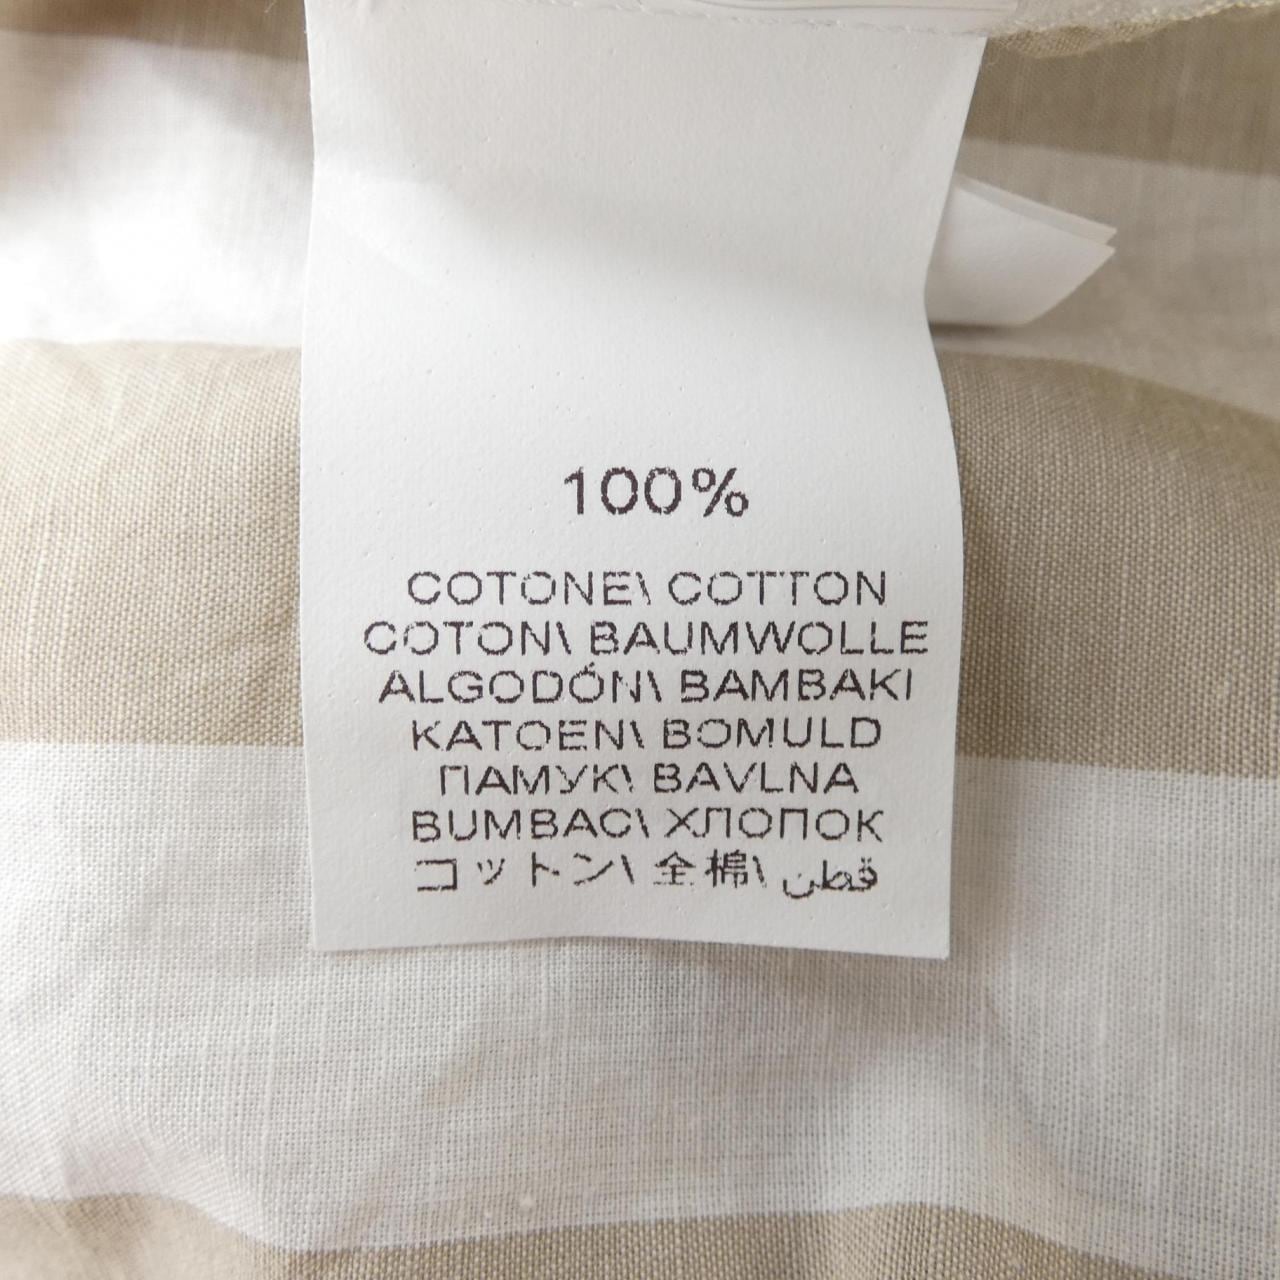 100%
COTONE\ COTTON
COTON\ BAUMWOLLE
ALGODÓN\ BAMBAKI
KATOEN\ BOMULD
ПАМУК\ BAVLNA
BUMBAC\ ХЛОПОК
コットン\ 全棉\ قطن